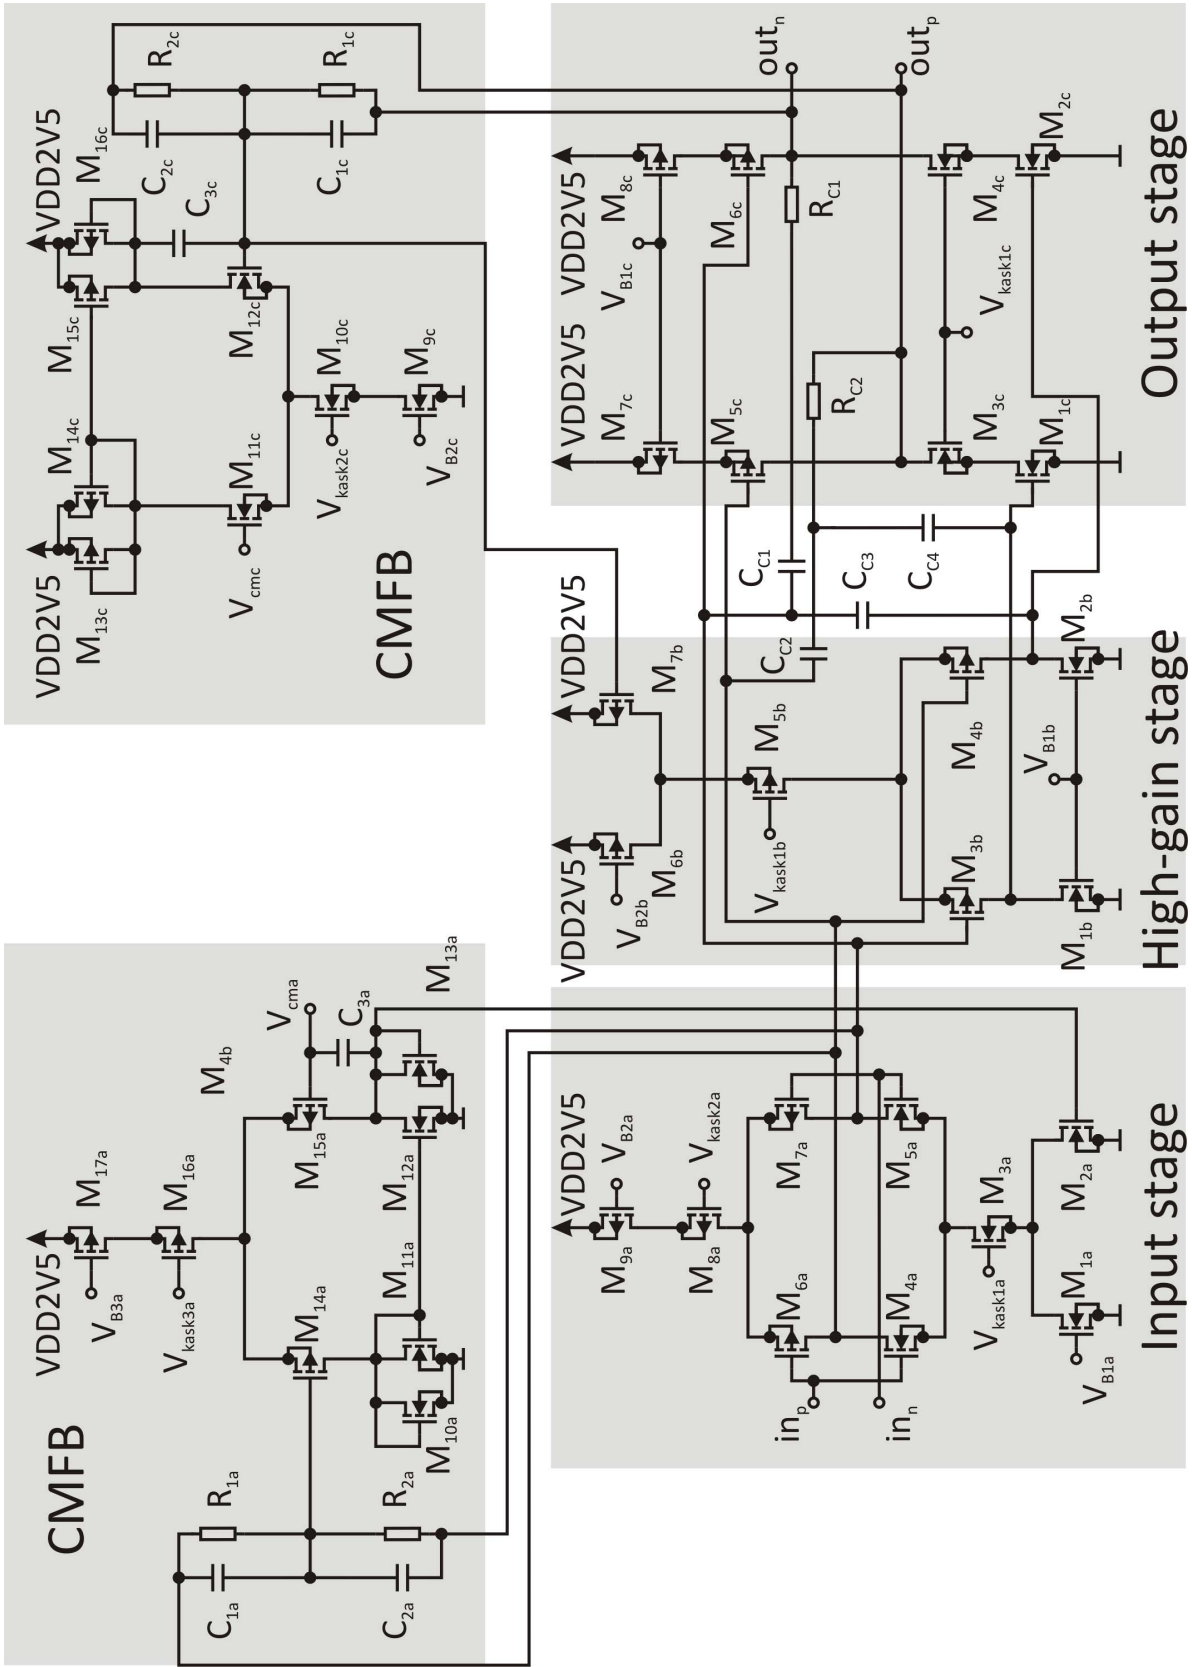 CMFB
VDD2V5
M17a
VB3a
M16a
Vkask3a
M4b
Vcma
C3a
M15a
M14a
M13a
M12a
M11a
M10a
R1a
R2a
C1a
C2a
CMFB
VDD2V5
VDD2V5
M16c
M15c
M14c
M13c
C3c
M12c
M11c
Vcmc
M10c
Vkask2c
M9c
VB2c
R2c
C2c
R1c
C1c
VDD2V5
M9a
VB2a
M8a
Vkask2a
M7a
M6a
M5a
M4a
inp
inn
M3a
Vkask1a
M2a
M1a
VB1a
Input stage
VDD2V5
VDD2V5
M7b
M6b
VB2b
M5b
Vkask1b
M4b
M3b
M2b
VB1b
M1b
High-gain stage
CC1
CC2
CC3
CC4
VDD2V5
VDD2V5
M8c
VB1c
M7c
M6c
M5c
RC1
RC2
M4c
Vkask1c
M3c
M2c
M1c
outn
outp
Output stage